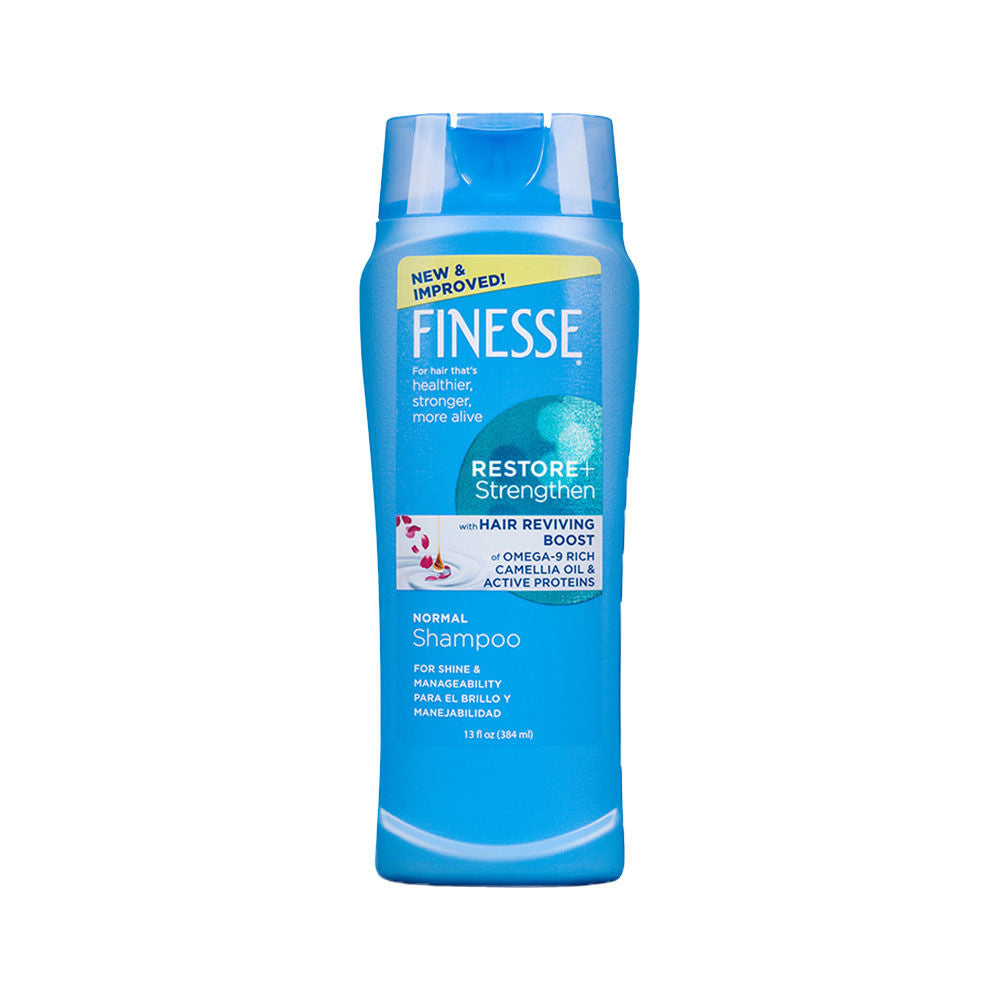 NEW &
IMPROVED!
FINESSE®
For hair that's
healthier,
stronger,
more alive
RESTORE+
Strengthen
with HAIR REVIVING
BOOST
of OMEGA-9 RICH
CAMELLIA OIL &
ACTIVE PROTEINS
NORMAL
Shampoo
FOR SHINE &
MANAGEABILITY
PARA EL BRILLO Y
MANEJABILIDAD
13 fl oz (384 ml)